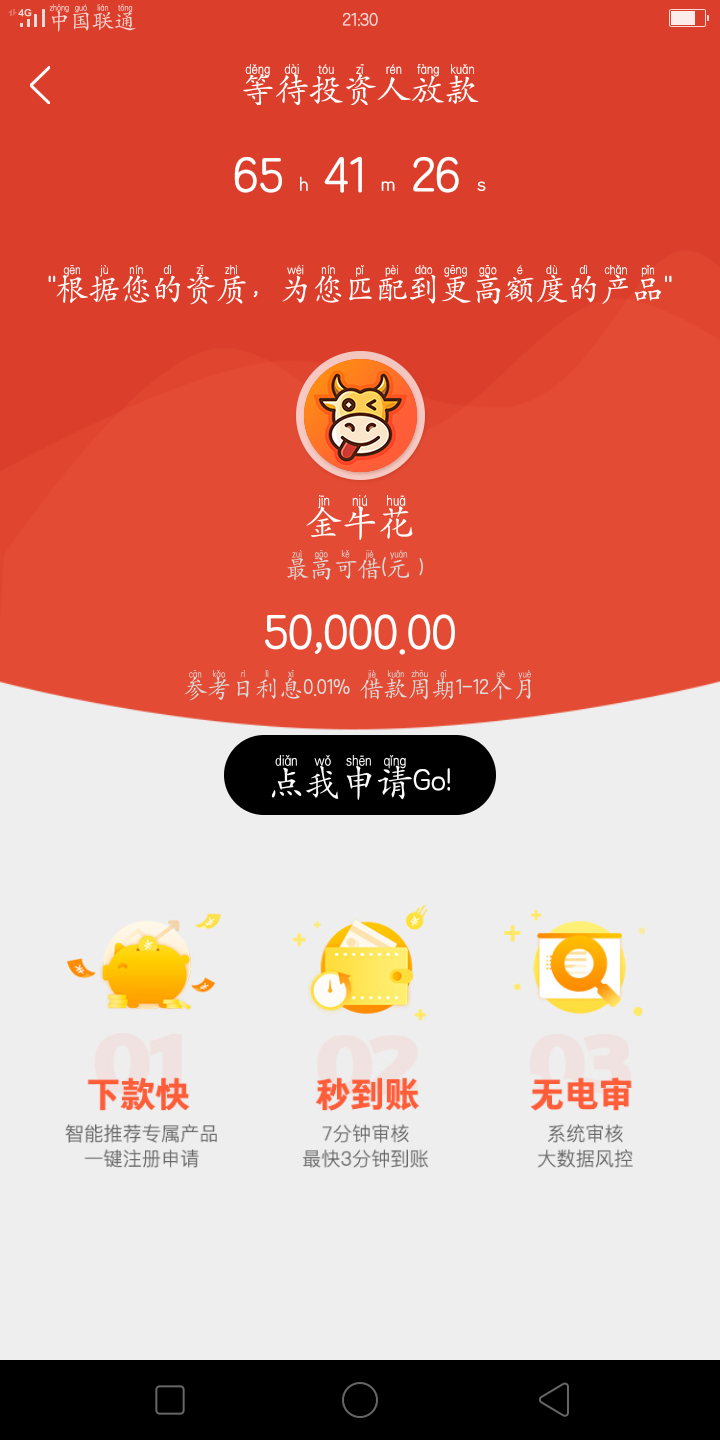 4G 中国联通 21:30
zhōng guó lián tōng
děng dài tóu zī rén fàng kuǎn
等待投资人放款
65 h 41 m 26 s
gēn jù nín dì zī zhì wéi nín pǐ pèi dào gēng gāo é dù dì chǎn pǐn
"根据您的资质，为您匹配到更高额度的产品"
jīn niú huā
金牛花
zuì gāo kě jiè yuán
最高可借(元）
50,000.00
cān kǎo rì lì xī jiè kuǎn zhōu qī gè yuè
参考日利息0.01% 借款周期1-12个月
diǎn wǒ shēn qǐng
点我申请Go!
01 02 03
下款快 秒到账 无电审
智能推荐专属产品 7分钟审核 系统审核
一键注册申请 最快3分钟到账 大数据风控